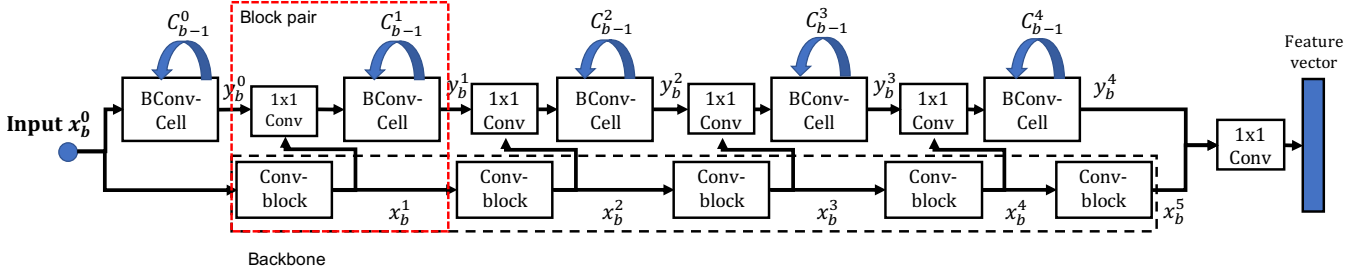 Block pair
C_{b-1}^0
C_{b-1}^1
C_{b-1}^2
C_{b-1}^3
C_{b-1}^4
Feature
vector
BConv-
Cell
y_b^0
1x1
Conv
BConv-
Cell
y_b^1
1x1
Conv
BConv-
Cell
y_b^2
1x1
Conv
BConv-
Cell
y_b^3
1x1
Conv
BConv-
Cell
y_b^4
Input x_b^0
1x1
Conv
Conv-
block
x_b^1
Conv-
block
x_b^2
Conv-
block
x_b^3
Conv-
block
x_b^4
Conv-
block
x_b^5
Backbone